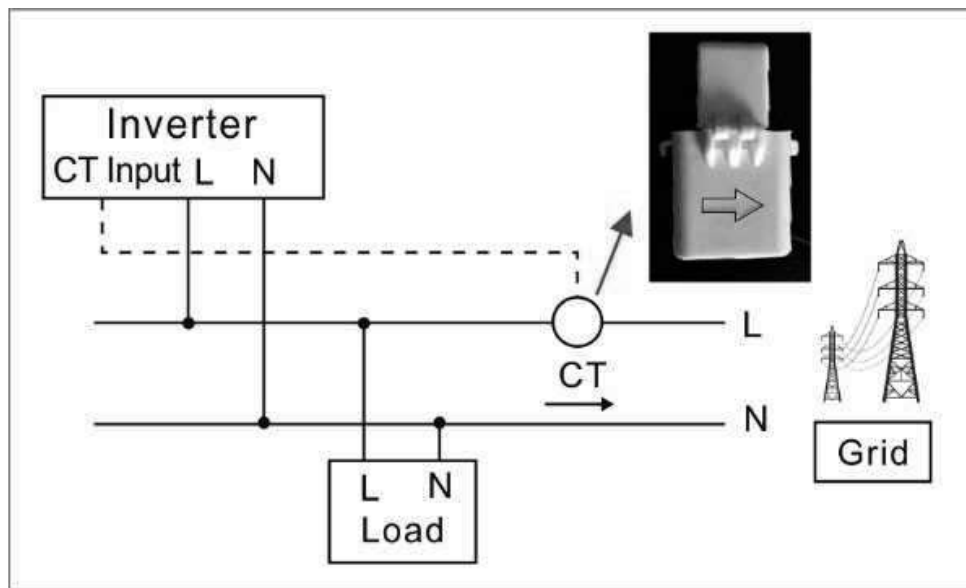 Inverter
CT Input L N
L
CT
N
Grid
L N
Load